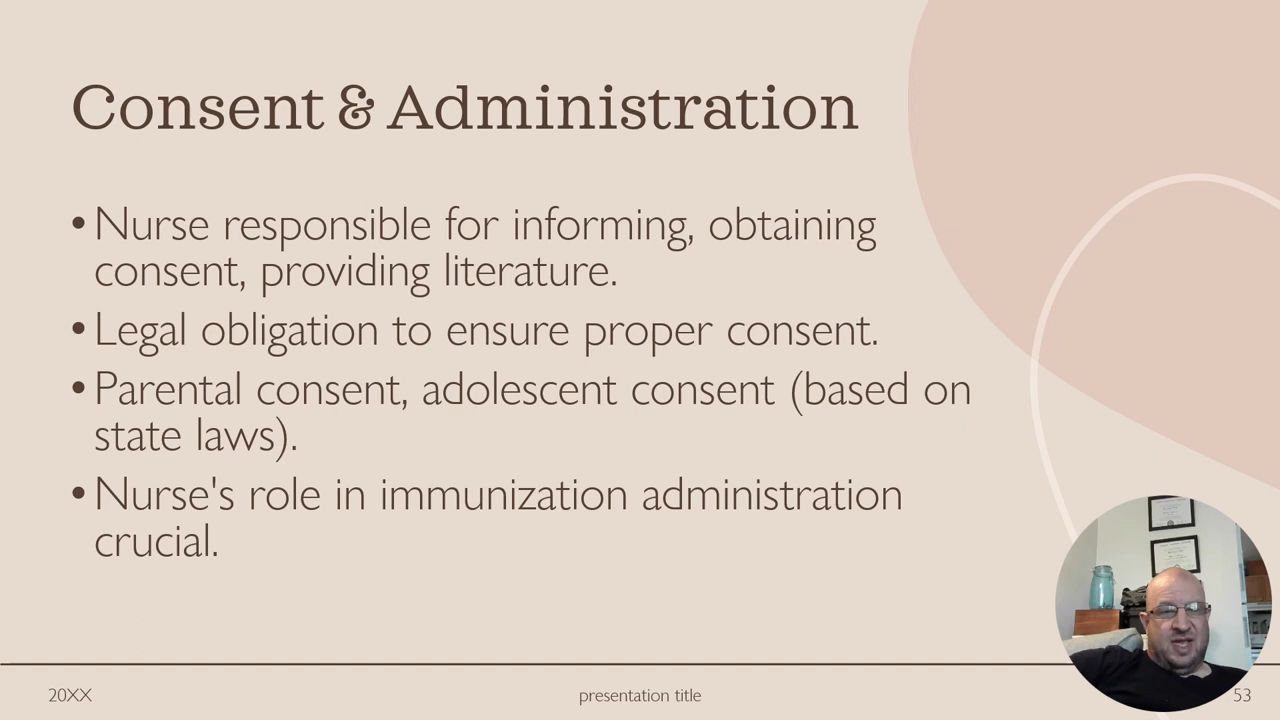 Consent & Administration
• Nurse responsible for informing, obtaining
consent, providing literature.
• Legal obligation to ensure proper consent.
• Parental consent, adolescent consent (based on
state laws).
• Nurse's role in immunization administration
crucial.
20XX
presentation title
53